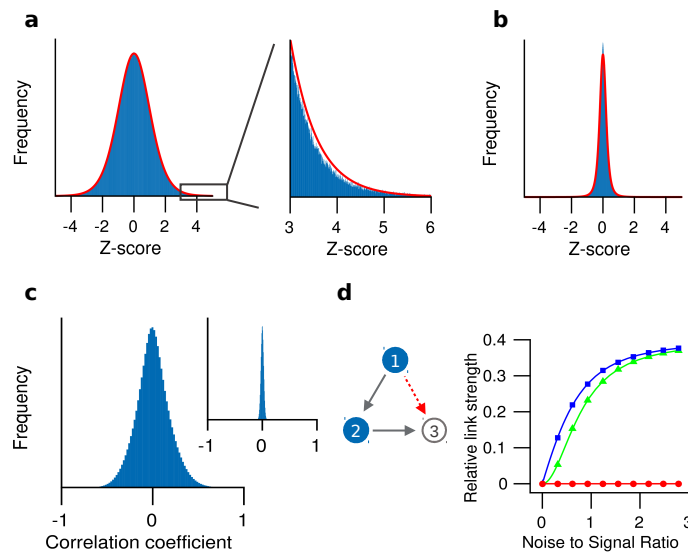 a
Frequency
-4 -2 0 2 4
Z-score
Frequency
3 4 5 6
Z-score
b
Frequency
-4 -2 0 2 4
Z-score
c
Frequency
-1 0 1
Correlation coefficient
-1 0 1
d
1
2
3
Relative link strength
0.4
0.3
0.2
0.1
0
0 1 2 3
Noise to Signal Ratio